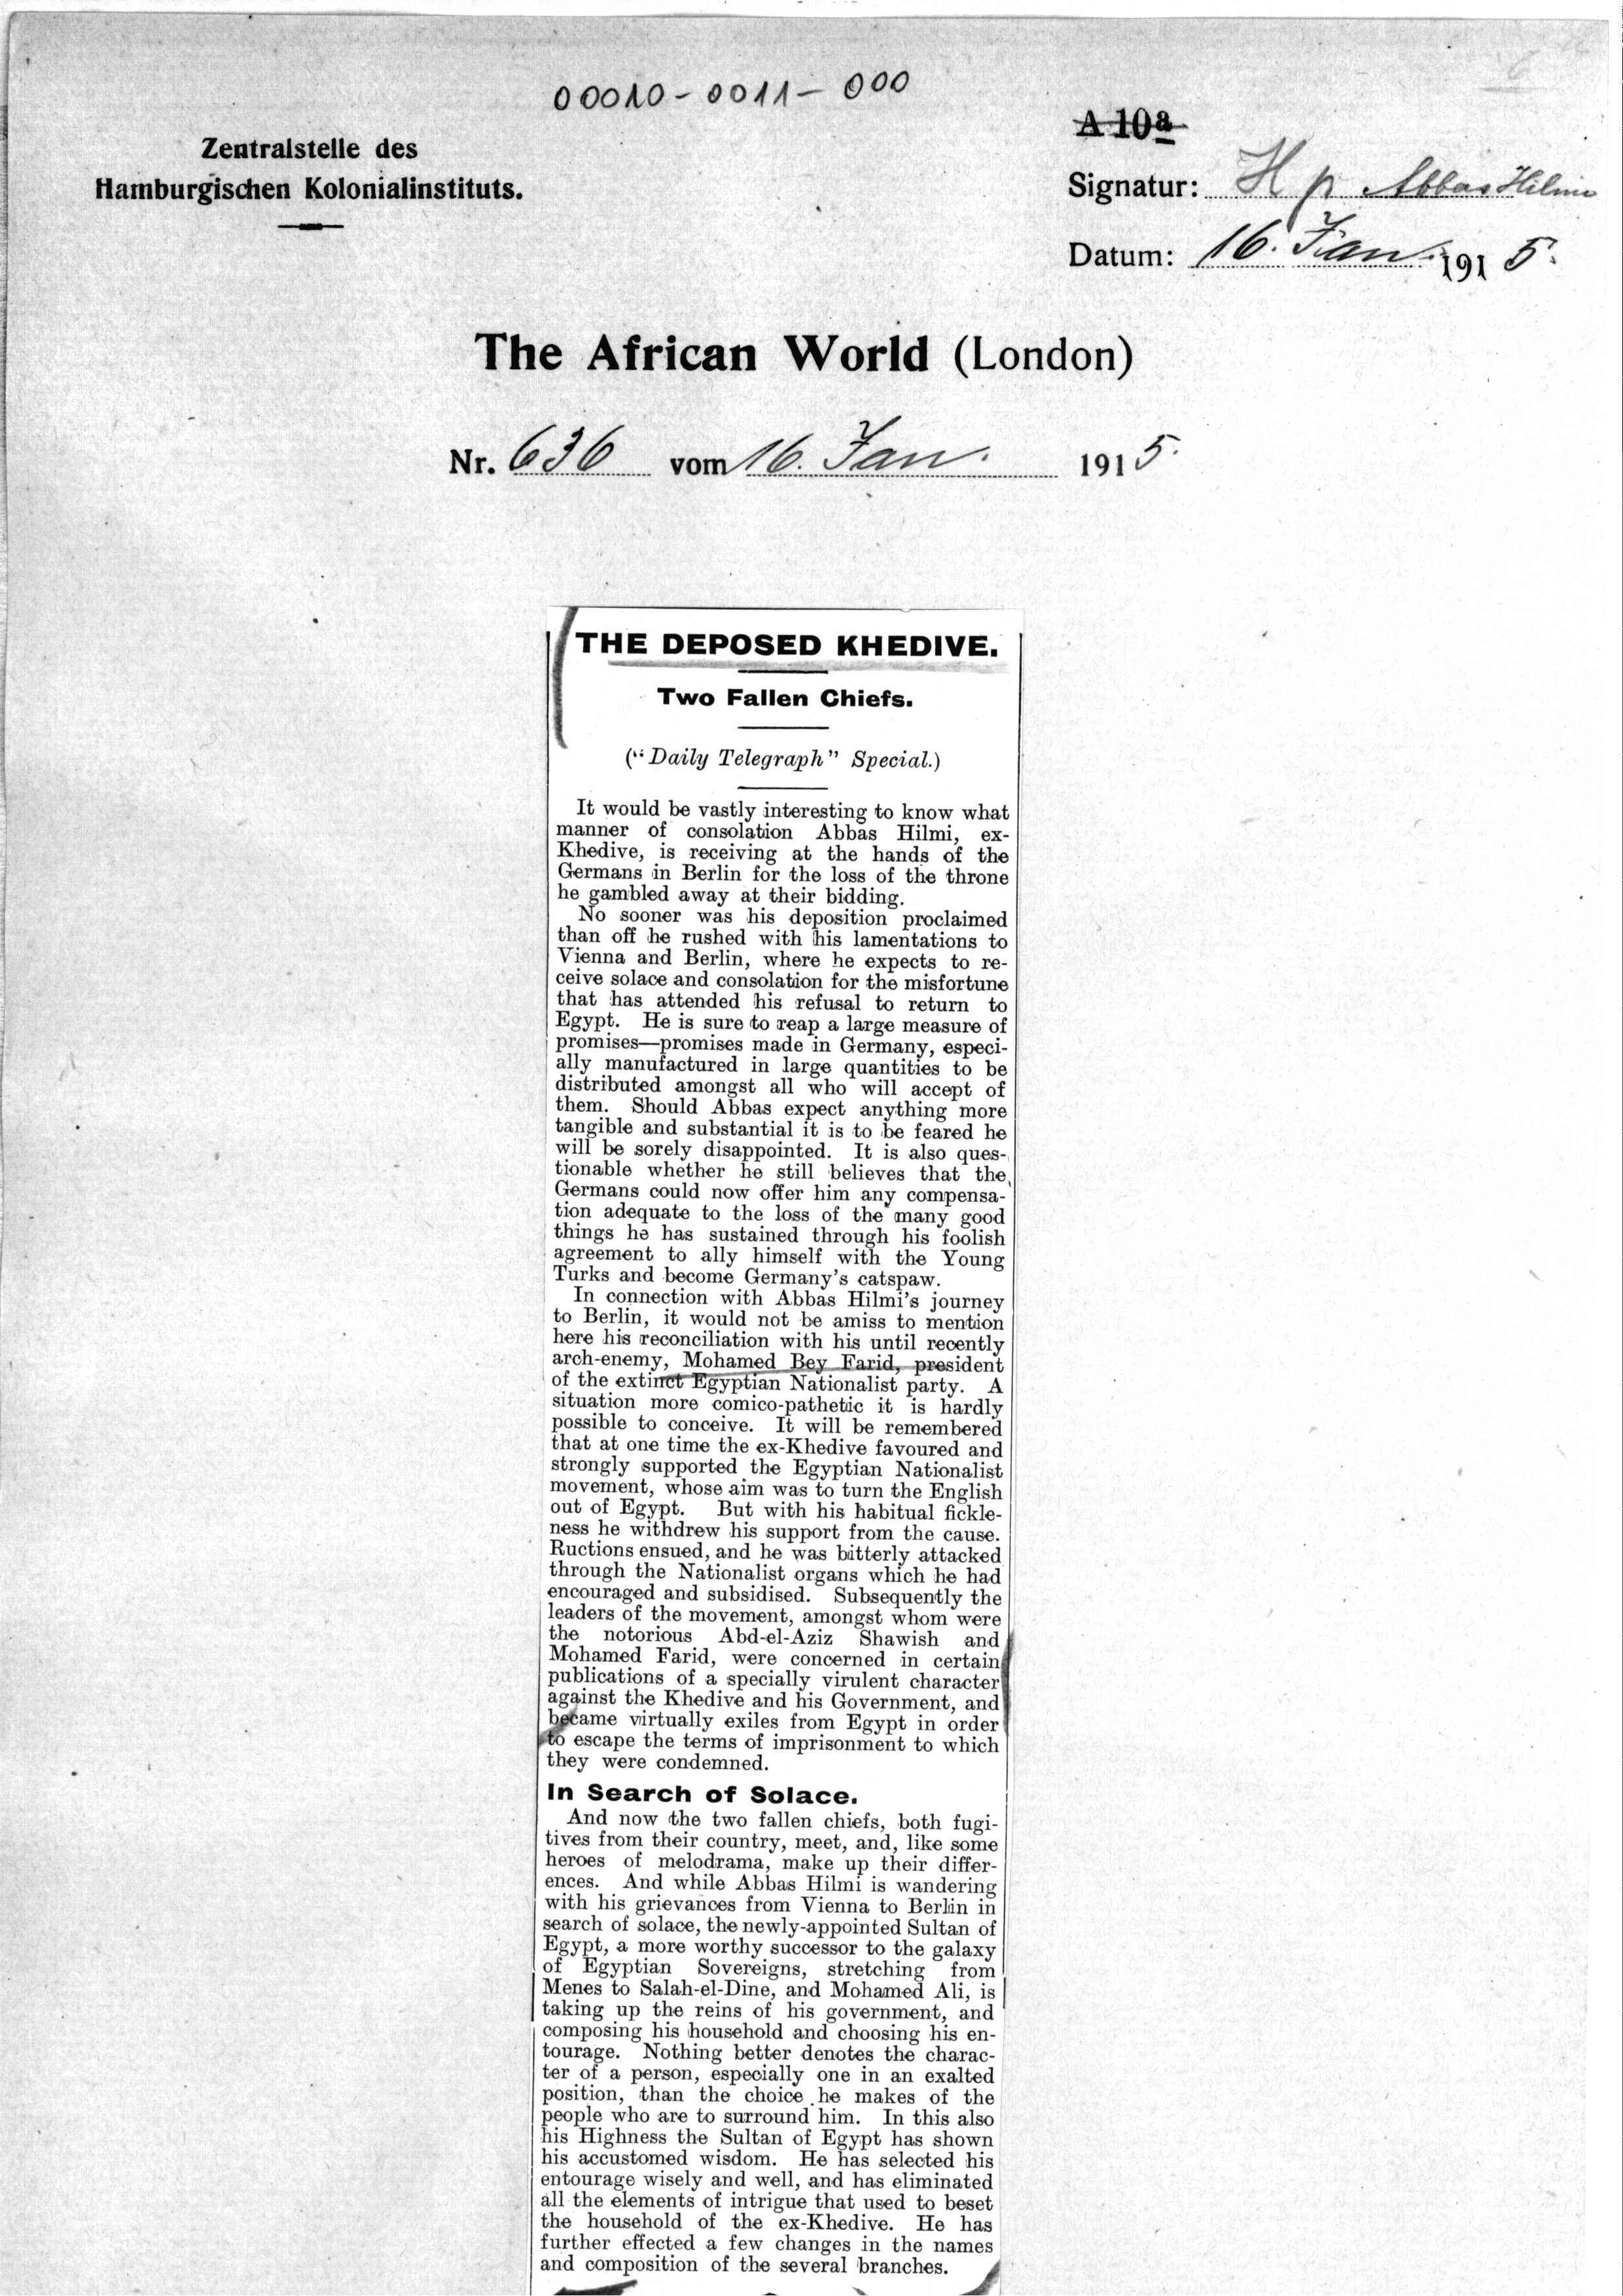 00010-0011-000
A 10a
Zentralstelle des
Hamburgischen Kolonialinstituts.
Signatur: H p. Abbas Hilmi
Datum: 16. Jan. 1915.
The African World (London)
Nr. 636 vom 16. Jan. 1915.
THE DEPOSED KHEDIVE.
Two Fallen Chiefs.
("Daily Telegraph" Special.)
It would be vastly interesting to know what
manner of consolation Abbas Hilmi, ex-
Khedive, is receiving at the hands of the
Germans in Berlin for the loss of the throne
he gambled away at their bidding.
No sooner was his deposition proclaimed
than off he rushed with his lamentations to
Vienna and Berlin, where he expects to re-
ceive solace and consolation for the misfortune
that has attended his refusal to return to
Egypt. He is sure to reap a large measure of
promises—promises made in Germany, especi-
ally manufactured in large quantities to be
distributed amongst all who will accept of
them. Should Abbas expect anything more
tangible and substantial it is to be feared he
will be sorely disappointed. It is also ques-
tionable whether he still believes that the
Germans could now offer him any compensa-
tion adequate to the loss of the many good
things he has sustained through his foolish
agreement to ally himself with the Young
Turks and become Germany's catspaw.
In connection with Abbas Hilmi's journey
to Berlin, it would not be amiss to mention
here his reconciliation with his until recently
arch-enemy, Mohamed Bey Farid, president
of the extinct Egyptian Nationalist party. A
situation more comico-pathetic it is hardly
possible to conceive. It will be remembered
that at one time the ex-Khedive favoured and
strongly supported the Egyptian Nationalist
movement, whose aim was to turn the English
out of Egypt. But with his habitual fickle-
ness he withdrew his support from the cause.
Ructions ensued, and he was bitterly attacked
through the Nationalist organs which he had
encouraged and subsidised. Subsequently the
leaders of the movement, amongst whom were
the notorious Abd-el-Aziz Shawish and
Mohamed Farid, were concerned in certain
publications of a specially virulent character
against the Khedive and his Government, and
became virtually exiles from Egypt in order
to escape the terms of imprisonment to which
they were condemned.
In Search of Solace.
And now the two fallen chiefs, both fugi-
tives from their country, meet, and, like some
heroes of melodrama, make up their differ-
ences. And while Abbas Hilmi is wandering
with his grievances from Vienna to Berlin in
search of solace, the newly-appointed Sultan of
Egypt, a more worthy successor to the galaxy
of Egyptian Sovereigns, stretching from
Menes to Salah-el-Dine, and Mohamed Ali, is
taking up the reins of his government, and
composing his household and choosing his en-
tourage. Nothing better denotes the charac-
ter of a person, especially one in an exalted
position, than the choice he makes of the
people who are to surround him. In this also
his Highness the Sultan of Egypt has shown
his accustomed wisdom. He has selected his
entourage wisely and well, and has eliminated
all the elements of intrigue that used to beset
the household of the ex-Khedive. He has
further effected a few changes in the names
and composition of the several branches.